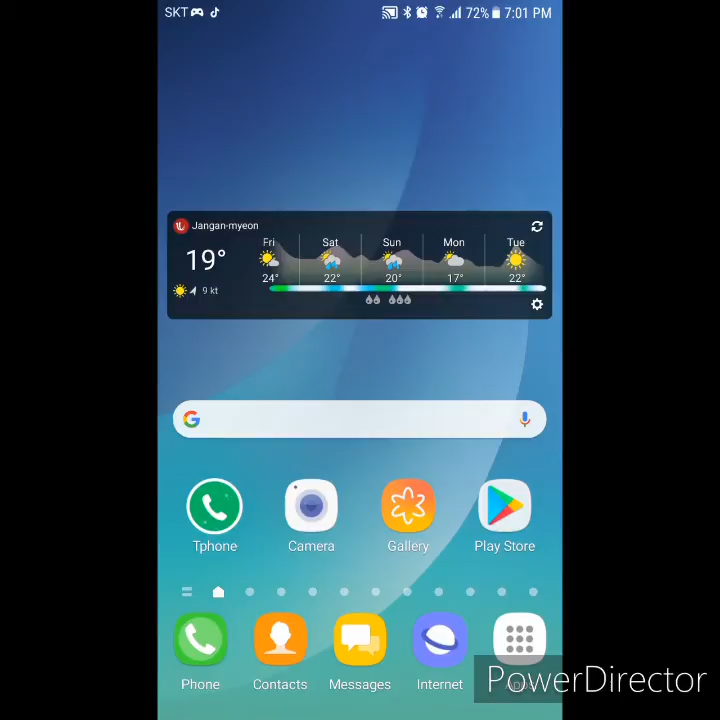 SKT 72% 7:01 PM
Jangan-myeon
19°
9 kt
Fri Sat Sun Mon Tue
24° 22° 20° 17° 22°
G
Tphone Camera Gallery Play Store
Phone Contacts Messages Internet Apps
PowerDirector